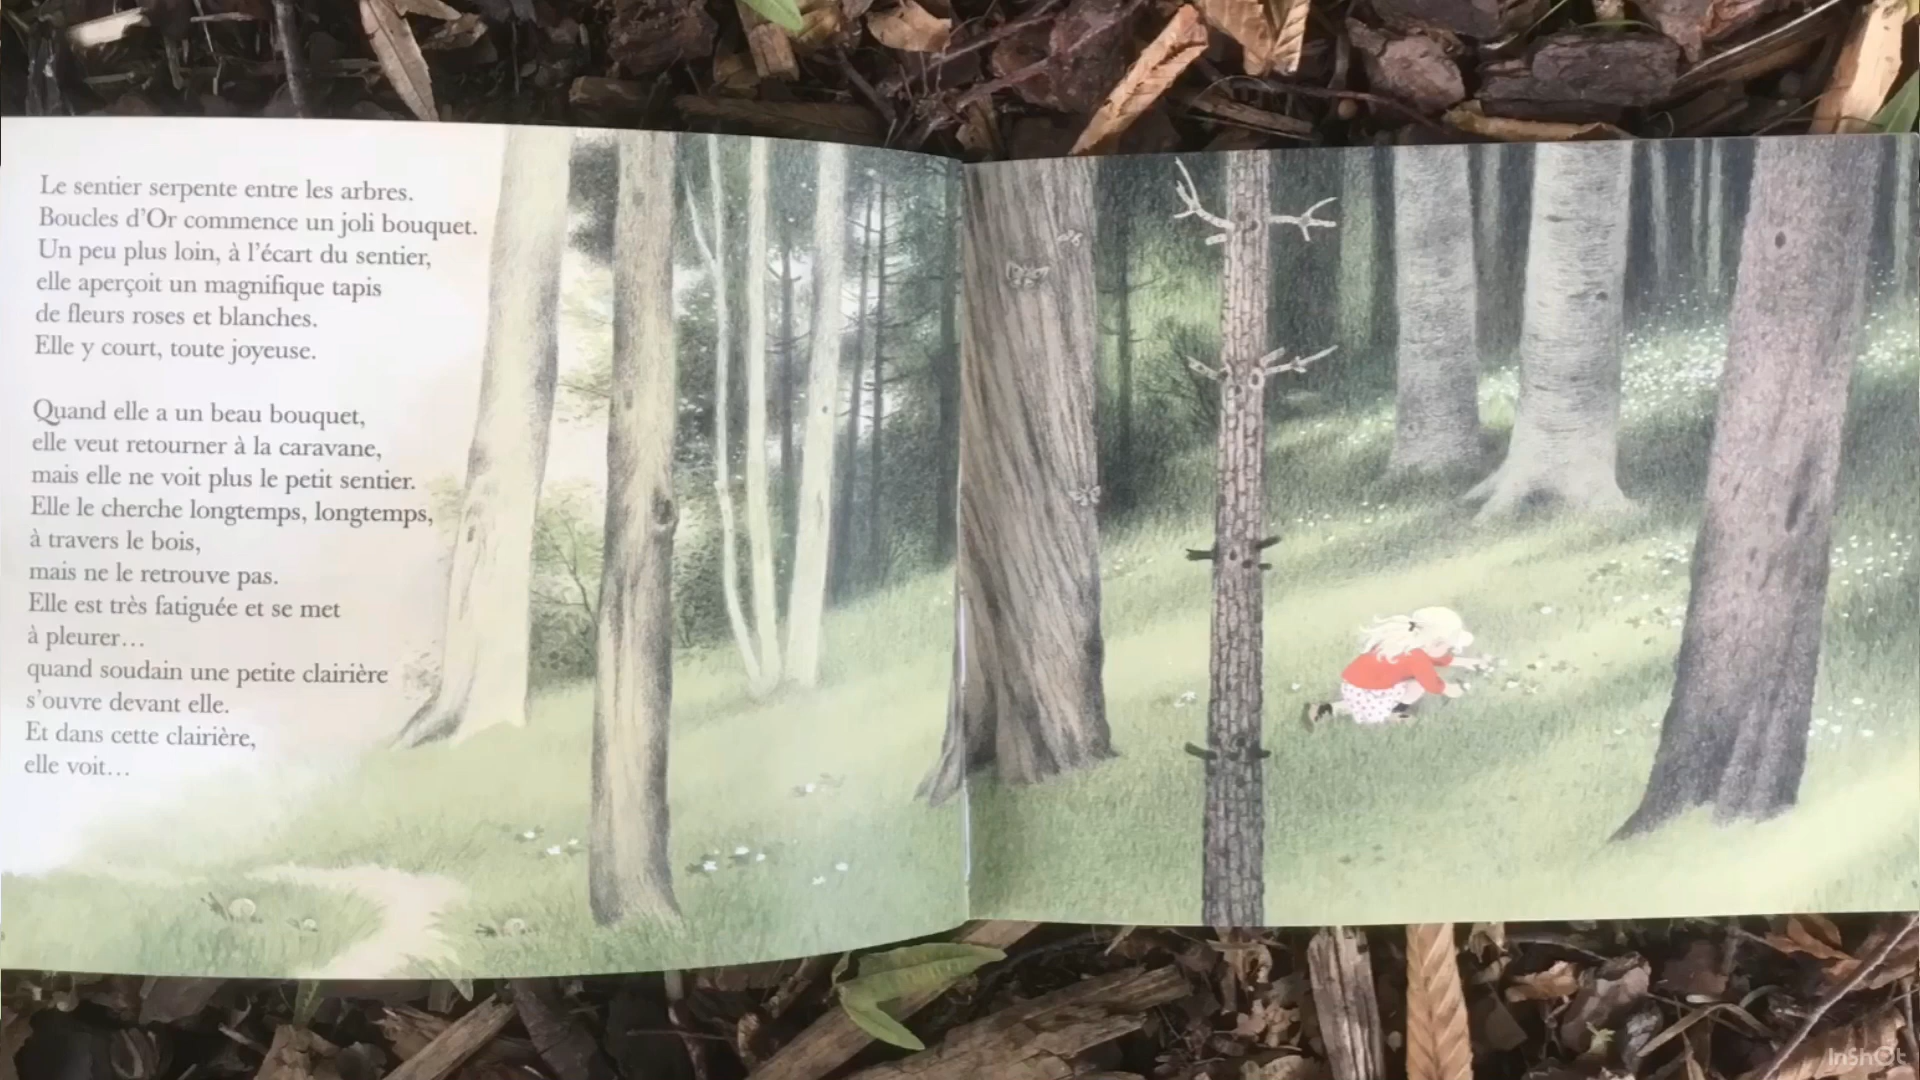 Le sentier serpente entre les arbres.
Boucles d'Or commence un joli bouquet.
Un peu plus loin, à l'écart du sentier,
elle aperçoit un magnifique tapis
de fleurs roses et blanches.
Elle y court, toute joyeuse.
Quand elle a un beau bouquet,
elle veut retourner à la caravane,
mais elle ne voit plus le petit sentier.
Elle le cherche longtemps, longtemps,
à travers le bois,
mais ne le retrouve pas.
Elle est très fatiguée et se met
à pleurer…
quand soudain une petite clairière
s'ouvre devant elle.
Et dans cette clairière,
elle voit…
InShOt